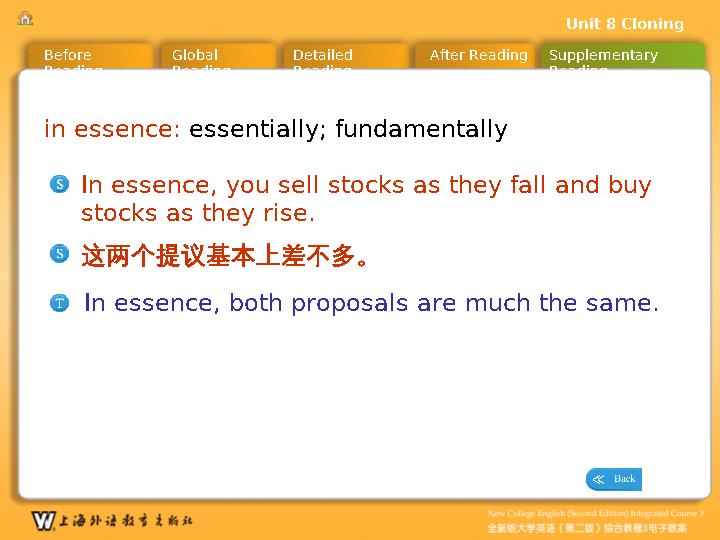 Unit 8 Cloning
Before Reading
Global Reading
Detailed Reading
After Reading
Supplementary Reading
in essence: essentially; fundamentally
S In essence, you sell stocks as they fall and buy
stocks as they rise.
S 这两个提议基本上差不多。
T In essence, both proposals are much the same.
≪ Back
W 上海外语教育出版社
New College English (Second Edition) Integrated Course 3
全新版大学英语（第二版）综合教程3电子教案